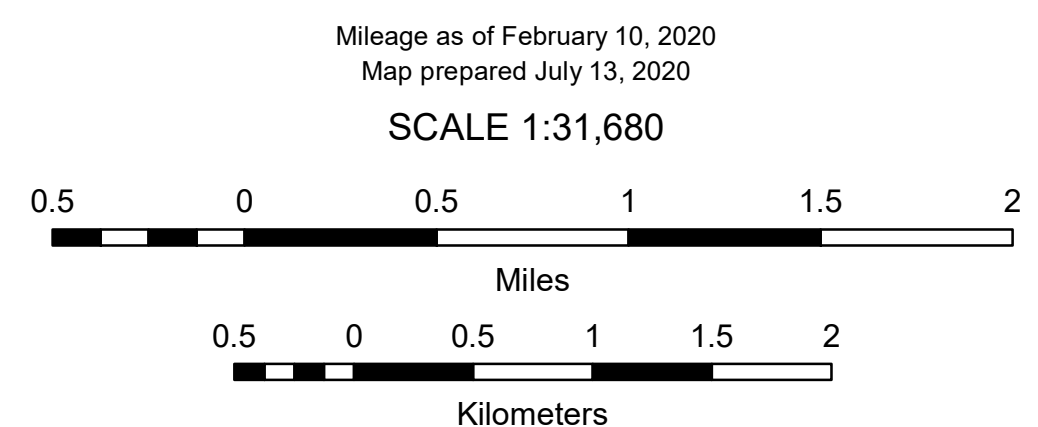 Mileage as of February 10, 2020
Map prepared July 13, 2020
SCALE 1:31,680
0.5 0 0.5 1 1.5 2
Miles
0.5 0 0.5 1 1.5 2
Kilometers